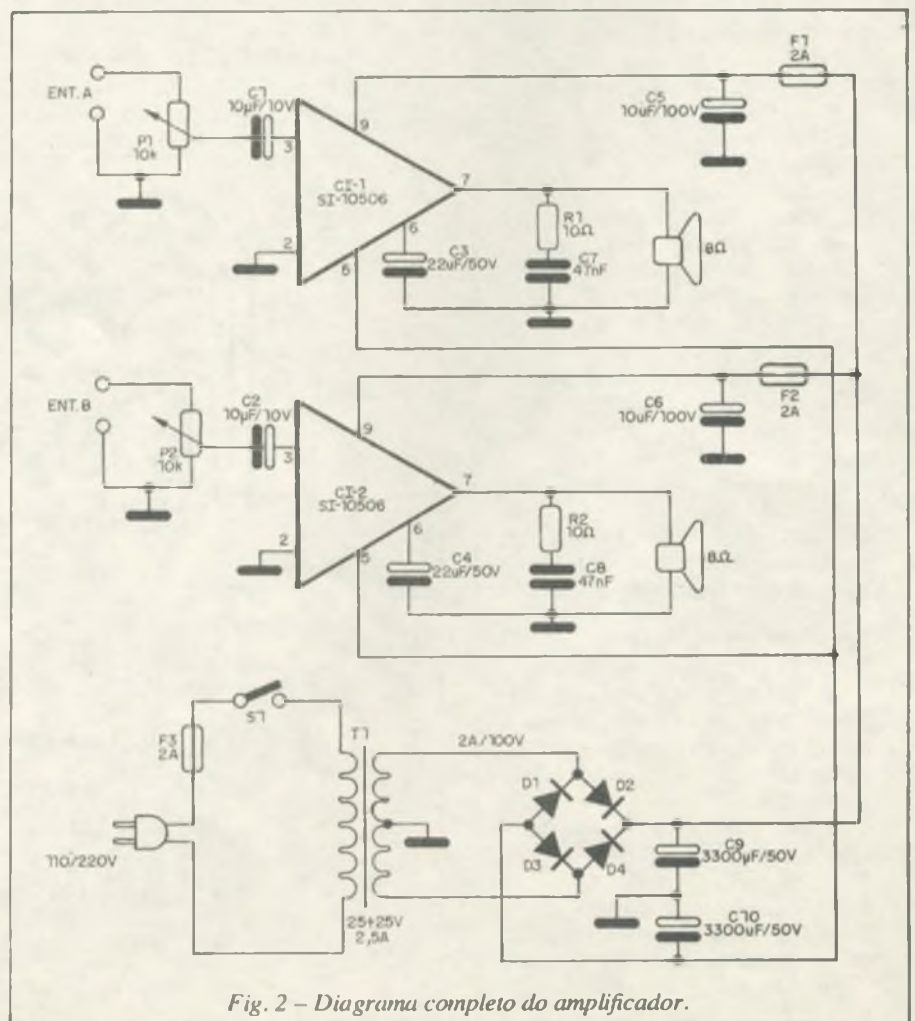 F1
2A
ENT. A
P1
10k
C1
10µF/10V
3
9
CI-1
SI-10506
7
6
2
5
C3
22uF/50V
R1
10Ω
C7
47nF
8Ω
C5
10uF/100V
F2
2A
ENT. B
P2
10k
C2
10µF/10V
3
9
CI-2
SI-10506
7
6
2
5
C4
22uF/50V
R2
10Ω
C8
47nF
8Ω
C6
10uF/100V
S1
F3
2A
T1
2A/100V
110/220V
25+25V
2,5A
D1
D2
D3
D4
C9
3300µF/50V
C10
3300uF/50V
Fig. 2 – Diagrama completo do amplificador.